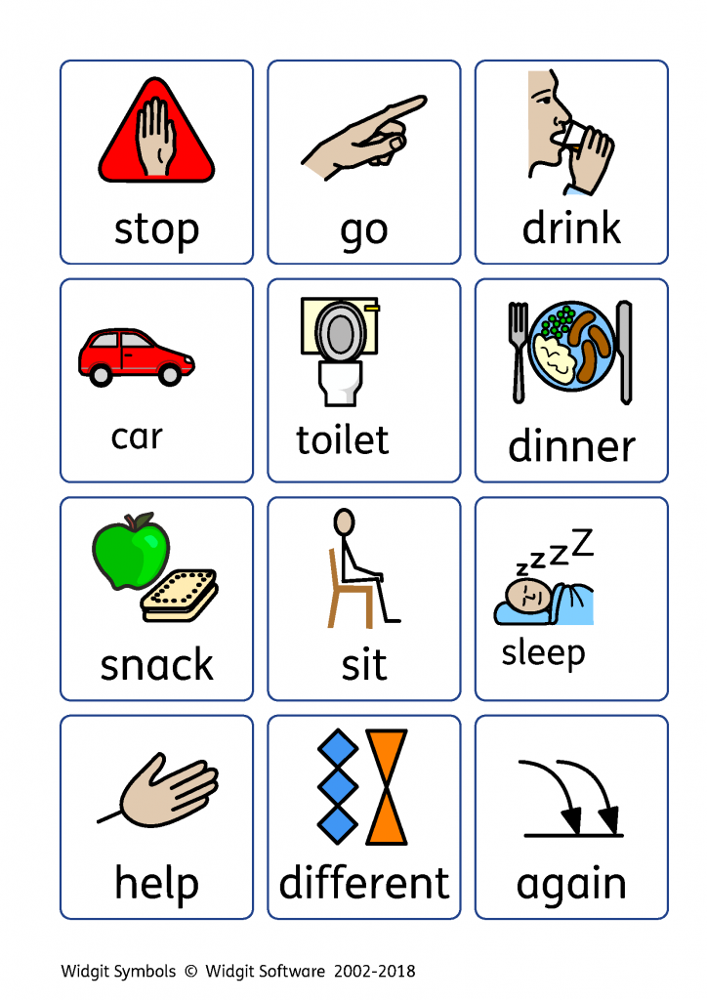 stop
go
drink
car
toilet
dinner
snack
sit
z z z z
sleep
help
different
again
Widgit Symbols © Widgit Software 2002-2018